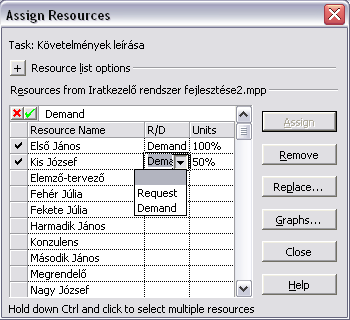 Assign Resources
Task: Követelmények leírása
+ Resource list options
Resources from Iratkezelő rendszer fejlesztése2.mpp
Demand
Assign
Resource Name R/D Units
Első János Demand 100%
Remove
Kis József Dema 50%
Elemző-tervező
Fehér Júlia Request
Replace...
Fekete Júlia Demand
Harmadik János
Graphs...
Konzulens
Második János
Close
Megrendelő
Nagy József
Help
Hold down Ctrl and click to select multiple resources